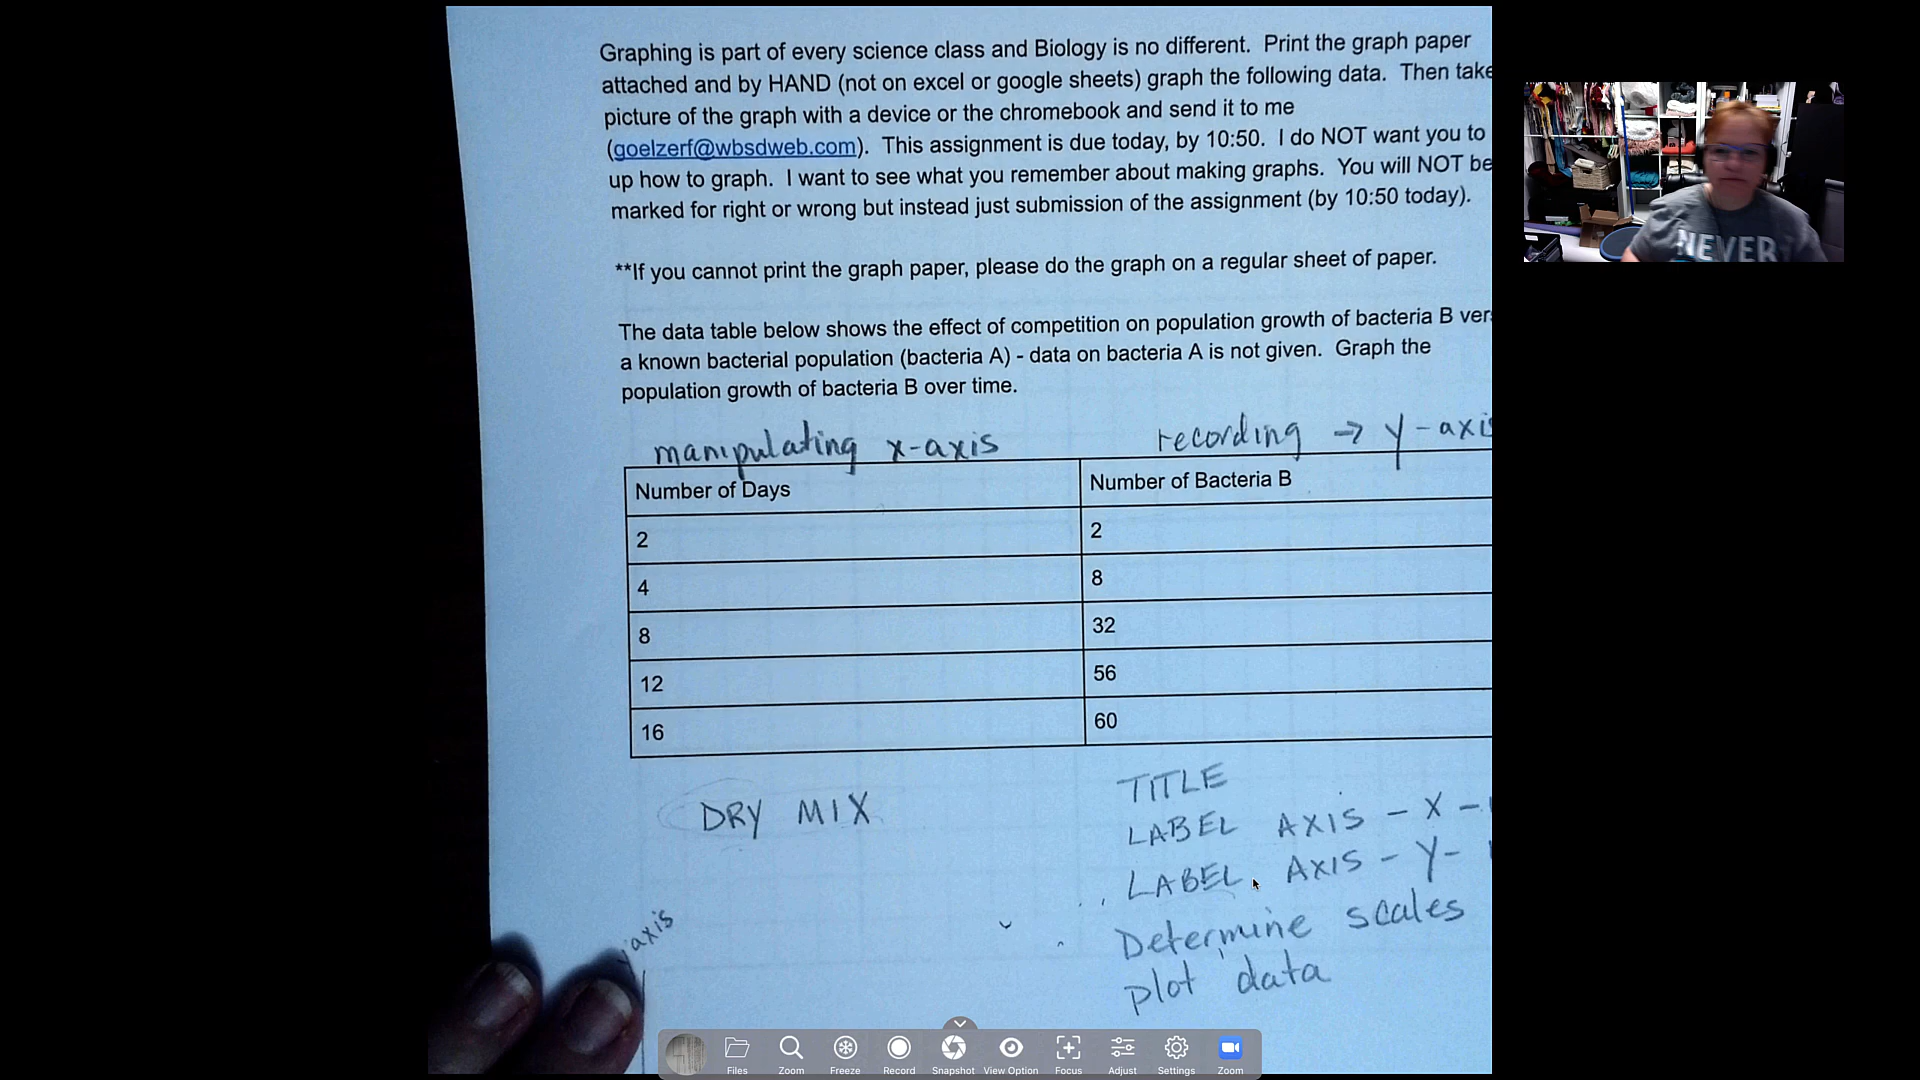 Graphing is part of every science class and Biology is no different. Print the graph paper
attached and by HAND (not on excel or google sheets) graph the following data. Then take
picture of the graph with a device or the chromebook and send it to me
(goelzerf@wbsdweb.com). This assignment is due today, by 10:50. I do NOT want you to
up how to graph. I want to see what you remember about making graphs. You will NOT be
marked for right or wrong but instead just submission of the assignment (by 10:50 today).
**If you cannot print the graph paper, please do the graph on a regular sheet of paper.
The data table below shows the effect of competition on population growth of bacteria B ver
a known bacterial population (bacteria A) - data on bacteria A is not given. Graph the
population growth of bacteria B over time.
manipulating x-axis recording → y-axis
Number of Days Number of Bacteria B
2 2
4 8
8 32
12 56
16 60
DRY MIX
TITLE
LABEL AXIS - X -
LABEL AXIS - Y-
Determine scales
plot data
y axis
NEVER
Files Zoom Freeze Record Snapshot View Option Focus Adjust Settings Zoom